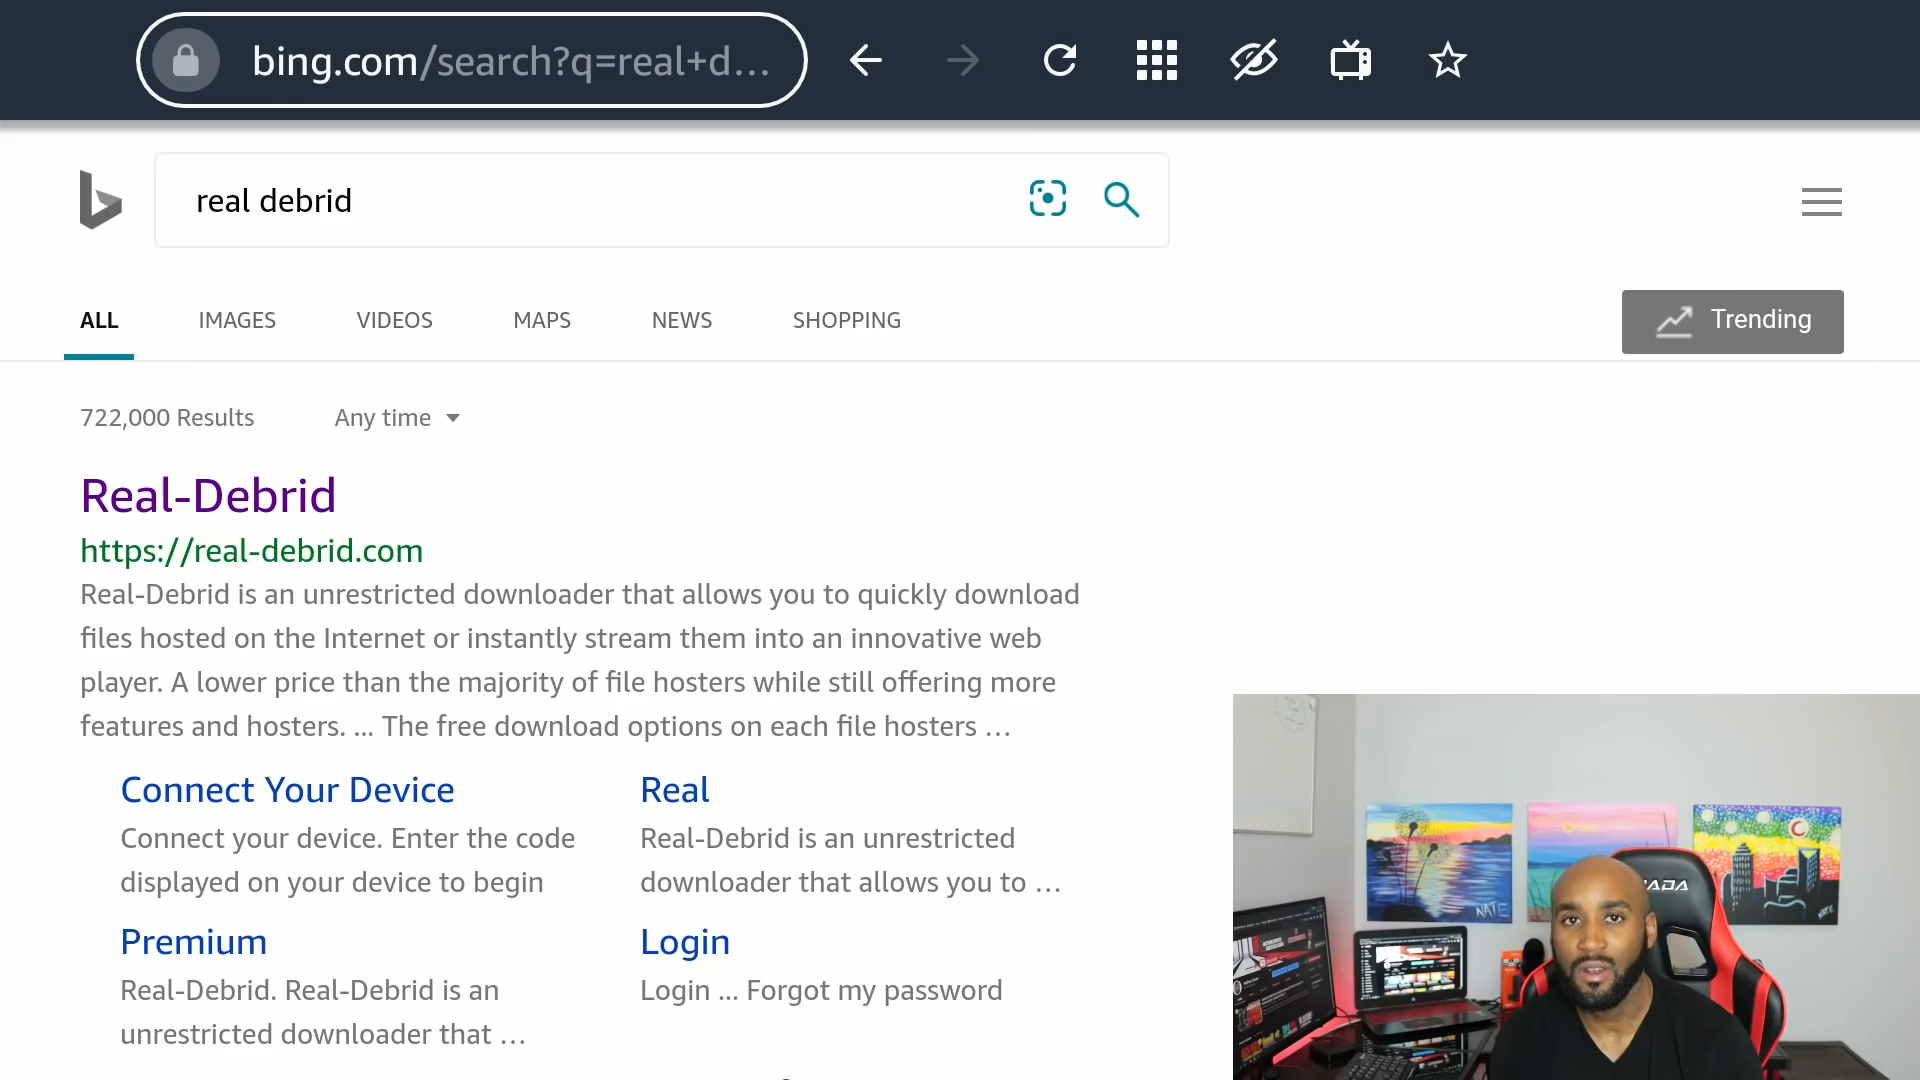 bing.com/search?q=real+d...
real debrid
ALL IMAGES VIDEOS MAPS NEWS SHOPPING
Trending
722,000 Results Any time
Real-Debrid
https://real-debrid.com
Real-Debrid is an unrestricted downloader that allows you to quickly download
files hosted on the Internet or instantly stream them into an innovative web
player. A lower price than the majority of file hosters while still offering more
features and hosters. ... The free download options on each file hosters ...
Connect Your Device
Connect your device. Enter the code
displayed on your device to begin
Real
Real-Debrid is an unrestricted
downloader that allows you to ...
Premium
Real-Debrid. Real-Debrid is an
unrestricted downloader that ...
Login
Login ... Forgot my password
NATE
NATE